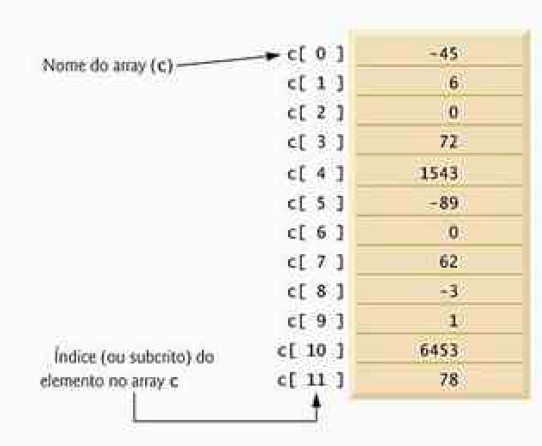 Nome do array (c)
c[ 0 ] -45
c[ 1 ] 6
c[ 2 ] 0
c[ 3 ] 72
c[ 4 ] 1543
c[ 5 ] -89
c[ 6 ] 0
c[ 7 ] 62
c[ 8 ] -3
c[ 9 ] 1
c[ 10 ] 6453
c[ 11 ] 78
Índice (ou subcrito) do
elemento no array c